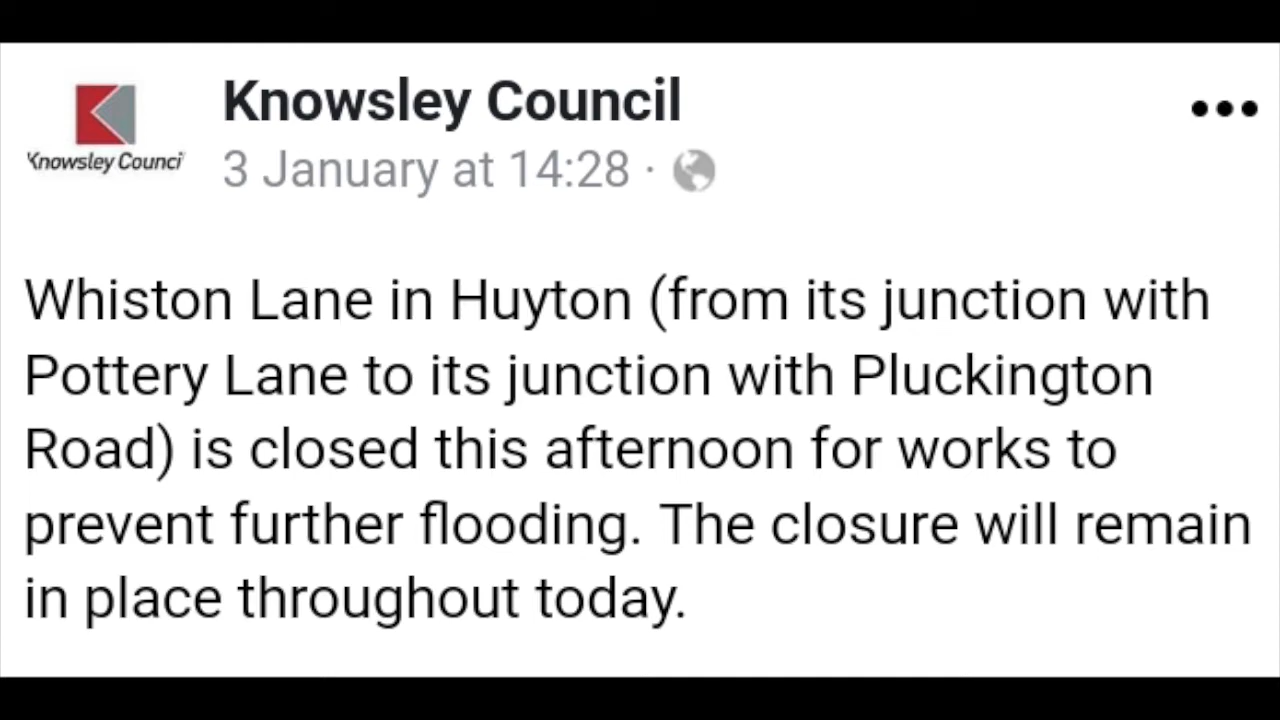 Knowsley Council
3 January at 14:28 ·
Knowsley Counci
Whiston Lane in Huyton (from its junction with
Pottery Lane to its junction with Pluckington
Road) is closed this afternoon for works to
prevent further flooding. The closure will remain
in place throughout today.